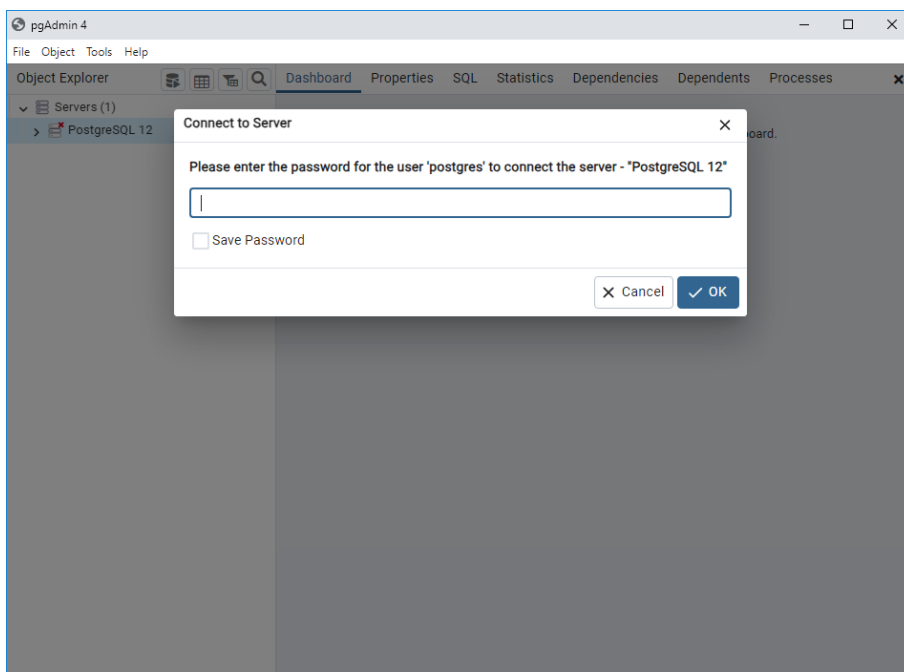 pgAdmin 4
File Object Tools Help
Object Explorer
Dashboard Properties SQL Statistics Dependencies Dependents Processes
Servers (1)
PostgreSQL 12
oard.
Connect to Server
Please enter the password for the user 'postgres' to connect the server - "PostgreSQL 12"
Save Password
Cancel
OK